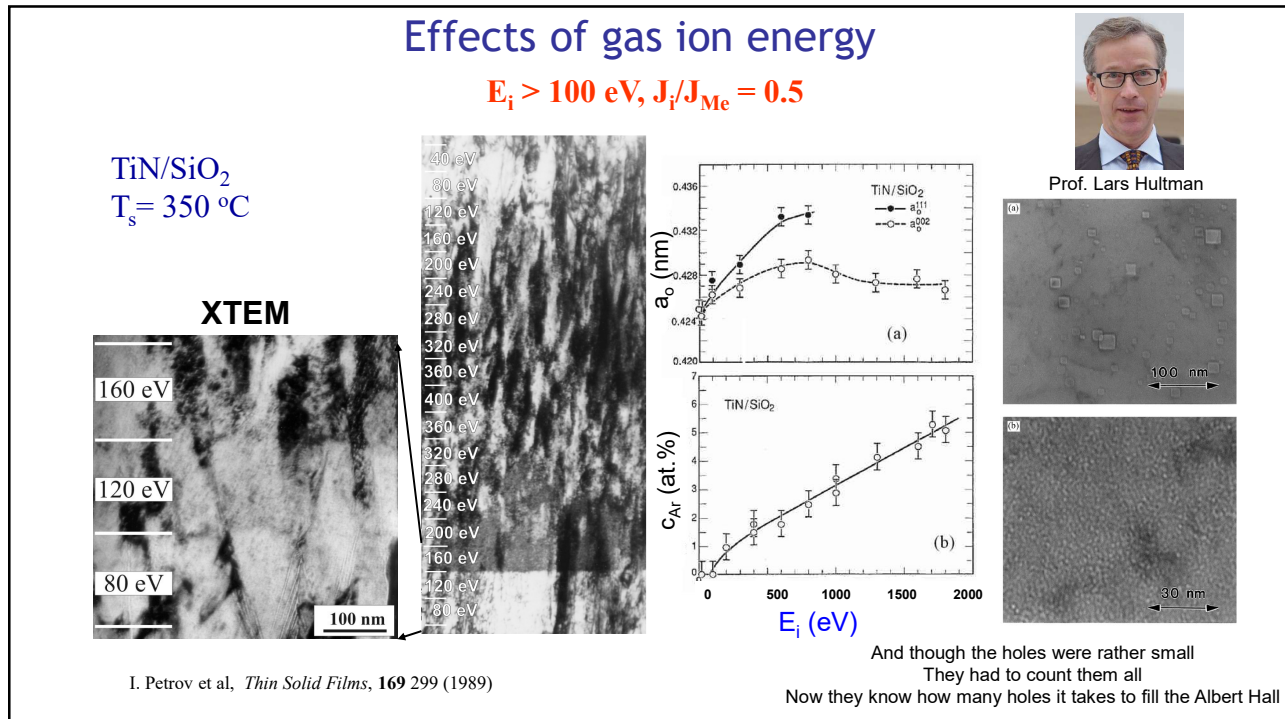 Effects of gas ion energy
Eᵢ > 100 eV, Jᵢ/J_Me = 0.5
TiN/SiO₂
Tₛ= 350 °C
XTEM
160 eV
120 eV
80 eV
100 nm
40 eV
80 eV
120 eV
160 eV
200 eV
240 eV
280 eV
320 eV
360 eV
400 eV
360 eV
320 eV
280 eV
240 eV
200 eV
160 eV
120 eV
80 eV
0.436
0.432
0.428
0.424
0.420
aₒ (nm)
TiN/SiO₂
aₒ¹¹¹
aₒ⁰⁰²
(a)
7
6
5
4
3
2
1
0
c_Ar (at.%)
TiN/SiO₂
(b)
0 500 1000 1500 2000
Eᵢ (eV)
Prof. Lars Hultman
(a)
100 nm
(b)
30 nm
And though the holes were rather small
They had to count them all
Now they know how many holes it takes to fill the Albert Hall
I. Petrov et al, Thin Solid Films, 169 299 (1989)